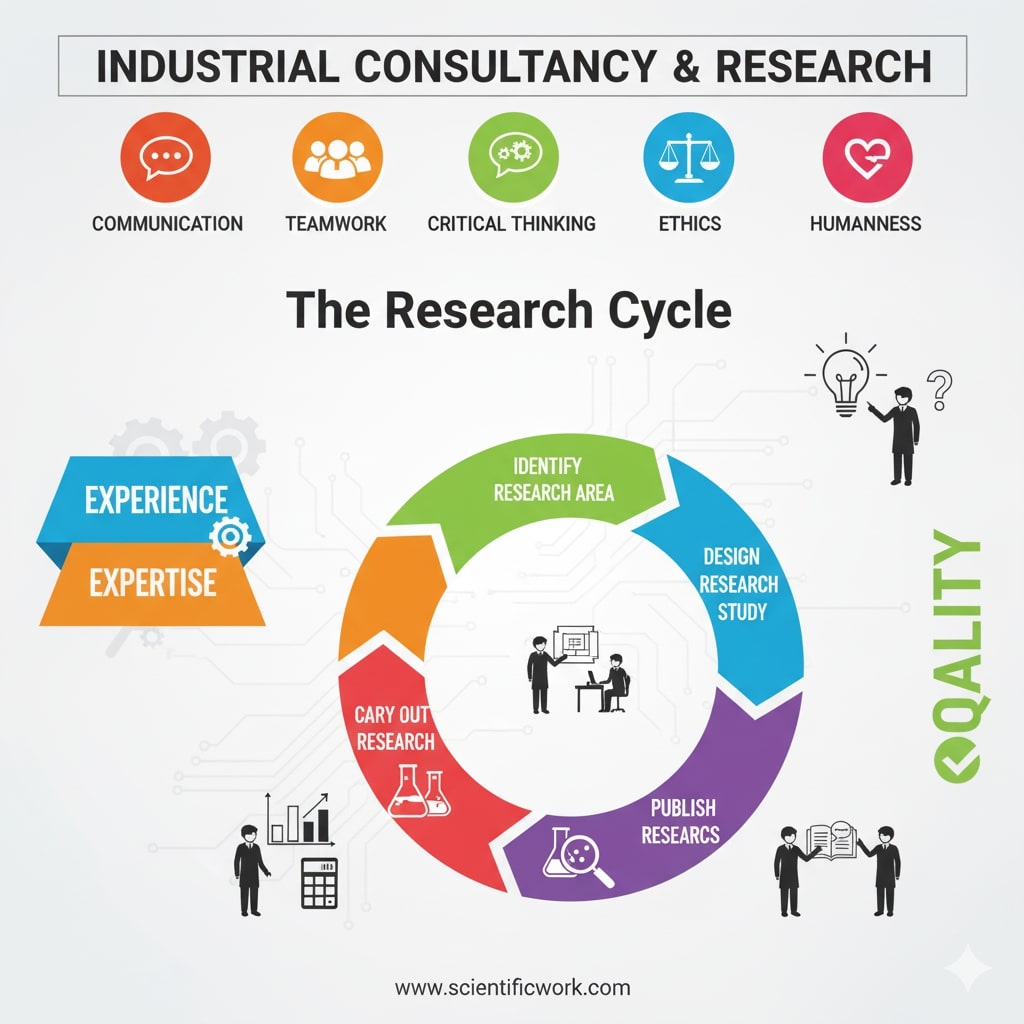 INDUSTRIAL CONSULTANCY & RESEARCH
COMMUNICATION
TEAMWORK
CRITICAL THINKING
ETHICS
HUMANNESS
The Research Cycle
?
EXPERIENCE
EXPERTISE
IDENTIFY
RESEARCH AREA
DESIGN
RESEARCH
STUDY
QALITY
CARY OUT
RESEARCH
PUBLISH
RESEARCS
www.scientificwork.com